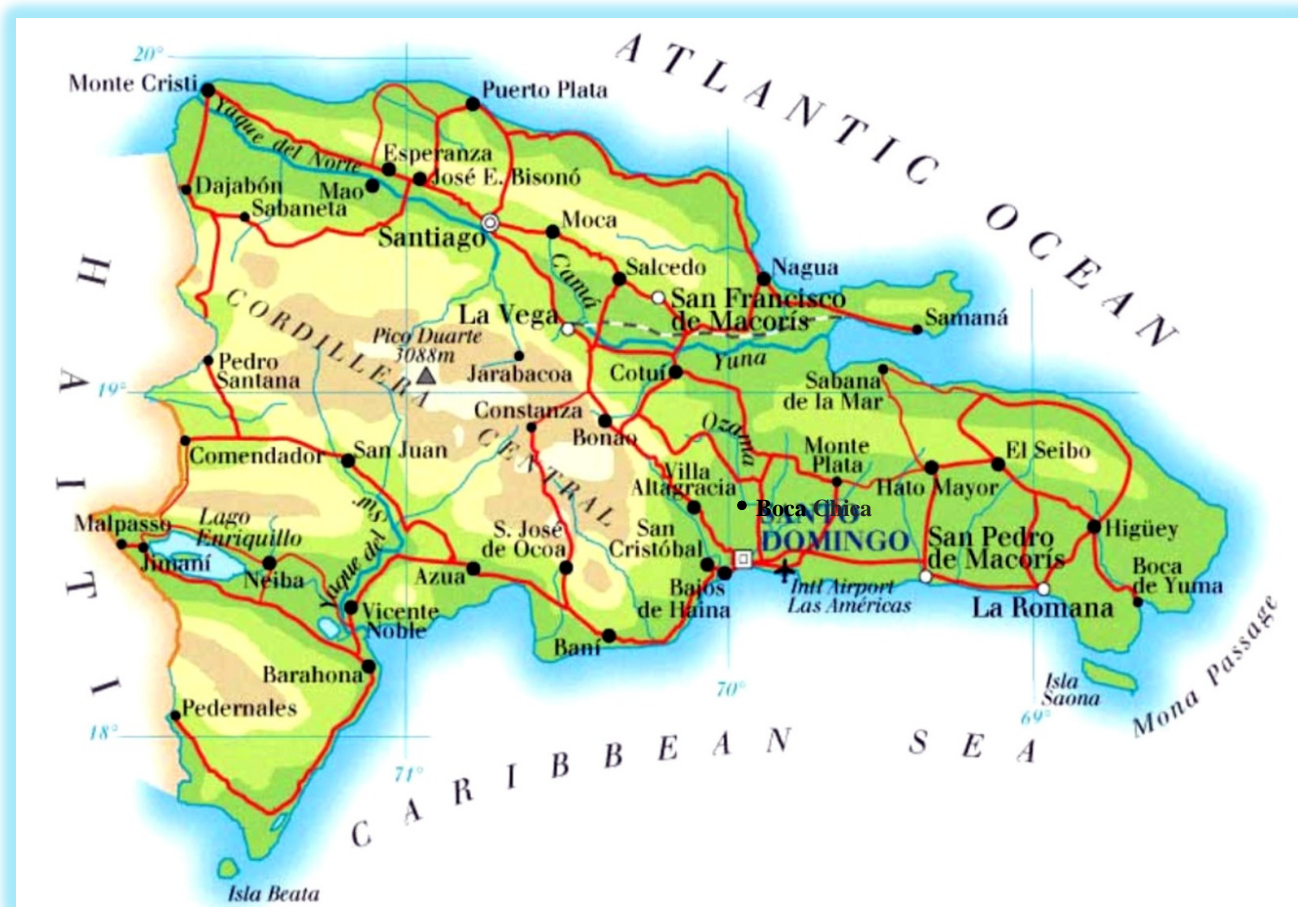 20°
Monte Cristi
Puerto Plata
ATLANTIC OCEAN
Yaque del Norte
Esperanza
José E. Bisonó
Mao
Dajabón
Sabaneta
Santiago
Moca
HAITI
Camá
Salcedo
Nagua
San Francisco
de Macorís
Samaná
CORDILLERA
CENTRAL
La Vega
Pico Duarte
3088m
Jarabacoa
Yuna
Pedro
Santana
Cotuí
Sabana
de la Mar
19°
Constanza
Bonao
Ozama
Comendador
San Juan
Monte
Plata
El Seibo
Hato Mayor
Villa
Altagracia
Boca Chica
SANTO
DOMINGO
Malpasso
Lago
Enriquillo
Jimaní
Neiba
Yaque del Sur
S. José
de Ocoa
San
Cristóbal
San Pedro
de Macorís
Higüey
Azua
Bajos
de Haina
Intl Airport
Las Américas
La Romana
Boca
de Yuma
Vicente
Noble
Baní
Barahona
Isla
Saona
Mona Passage
Pedernales
18°
71°
70°
69°
CARIBBEAN SEA
Isla Beata